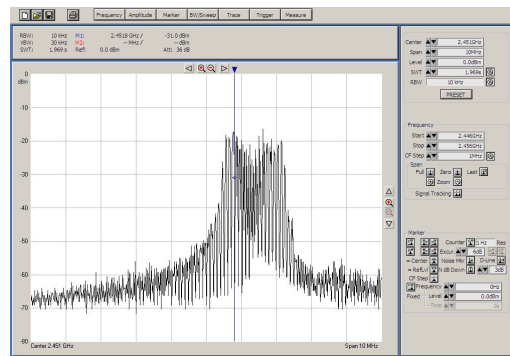 Frequency Amplitude Marker BW/Sweep Trace Trigger Measure
RBW: 10 kHz M1: 2.4518 GHz / -31.0 dBm
VBW: 30 kHz M2: -- MHz / -- dBm
SWT: 1.969 s Ref: 0.0 dBm Att: 36 dB
0
dBm
-10
-20
-30
-40
-50
-60
-70
-80
Center 2.451 GHz Span 10 MHz
Center 2.451GHz
Span 10MHz
Level 0.0dBm
SWT 1.969s
RBW 10 kHz
PRESET
Frequency
Start 2.446GHz
Stop 2.456GHz
CF Step 1MHz
Span
Full Zero Last
Zoom
Signal Tracking
Marker
Counter 1 Hz Res
Excur 6dB
= Center Noise Mkr D-Line
= RefLvl N dB Down 3dB
CF Step
Frequency 0Hz
Fixed Level 0.0dBm
Time 0s